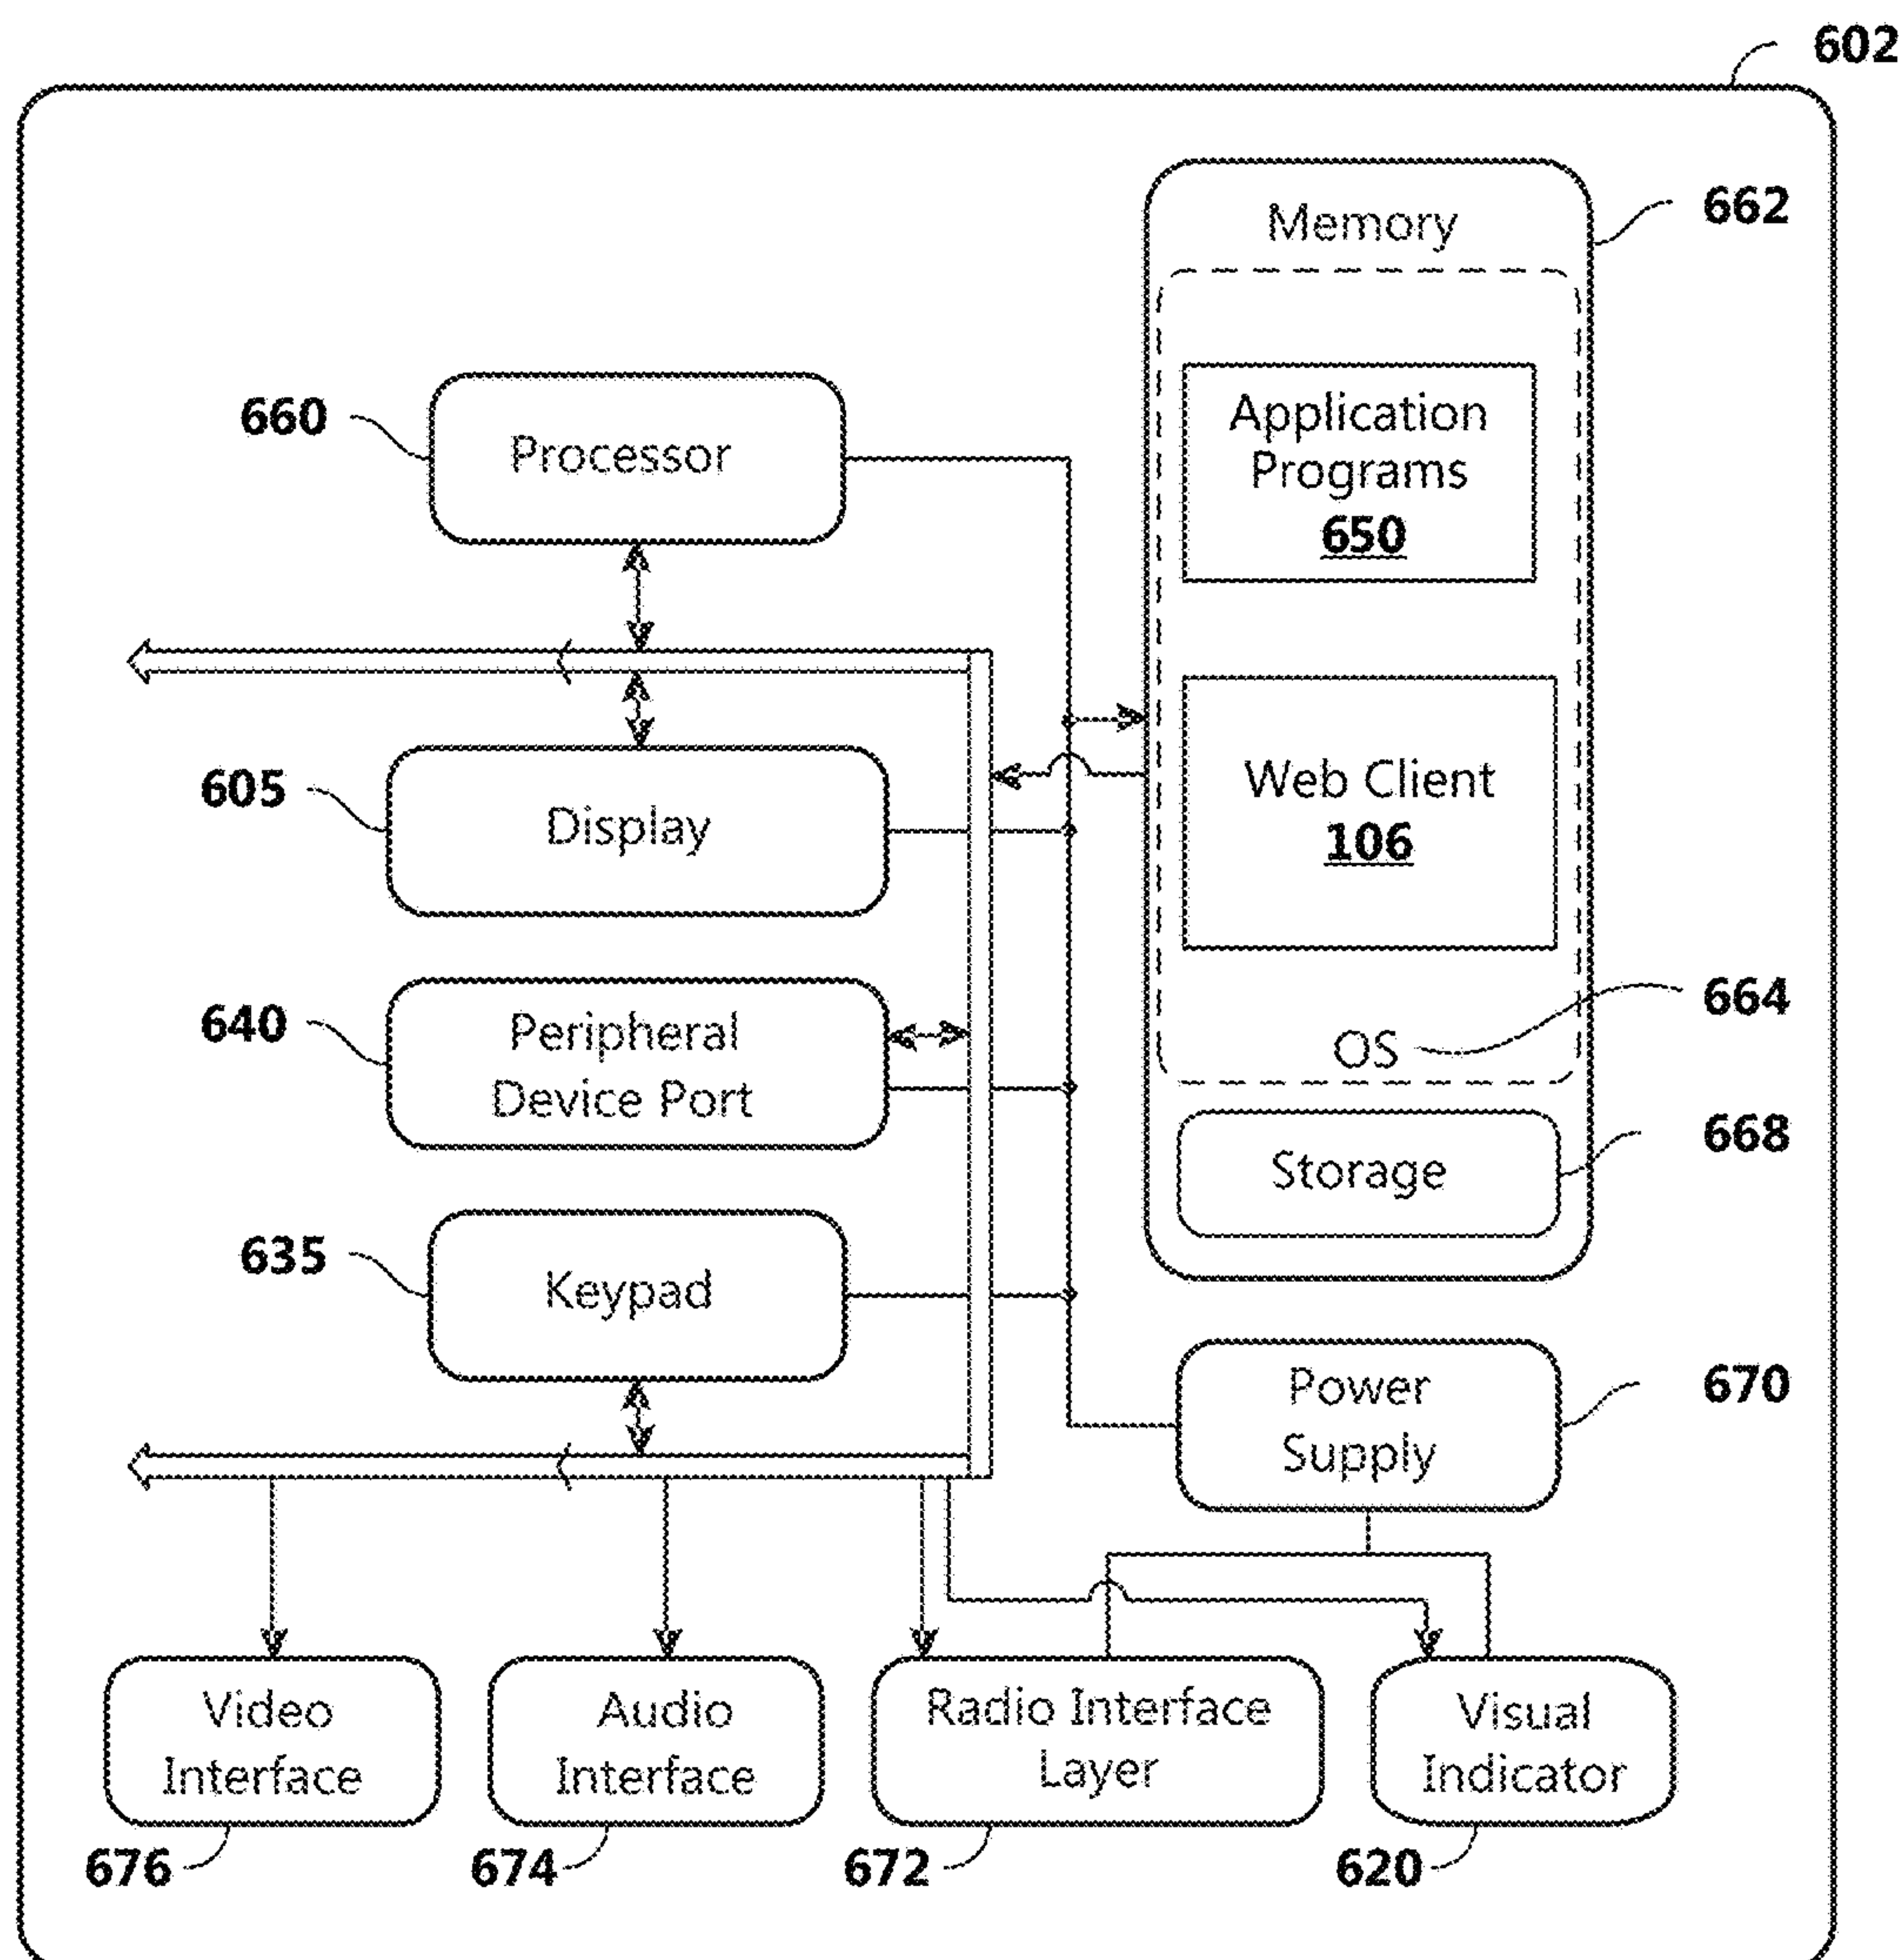 602
Memory
662
Application
Programs
650
660
Processor
Web Client
106
605
Display
664
OS
640
Peripheral
Device Port
668
Storage
635
Keypad
670
Power
Supply
Video
Interface
Audio
Interface
Radio Interface
Layer
Visual
Indicator
676
674
672
620